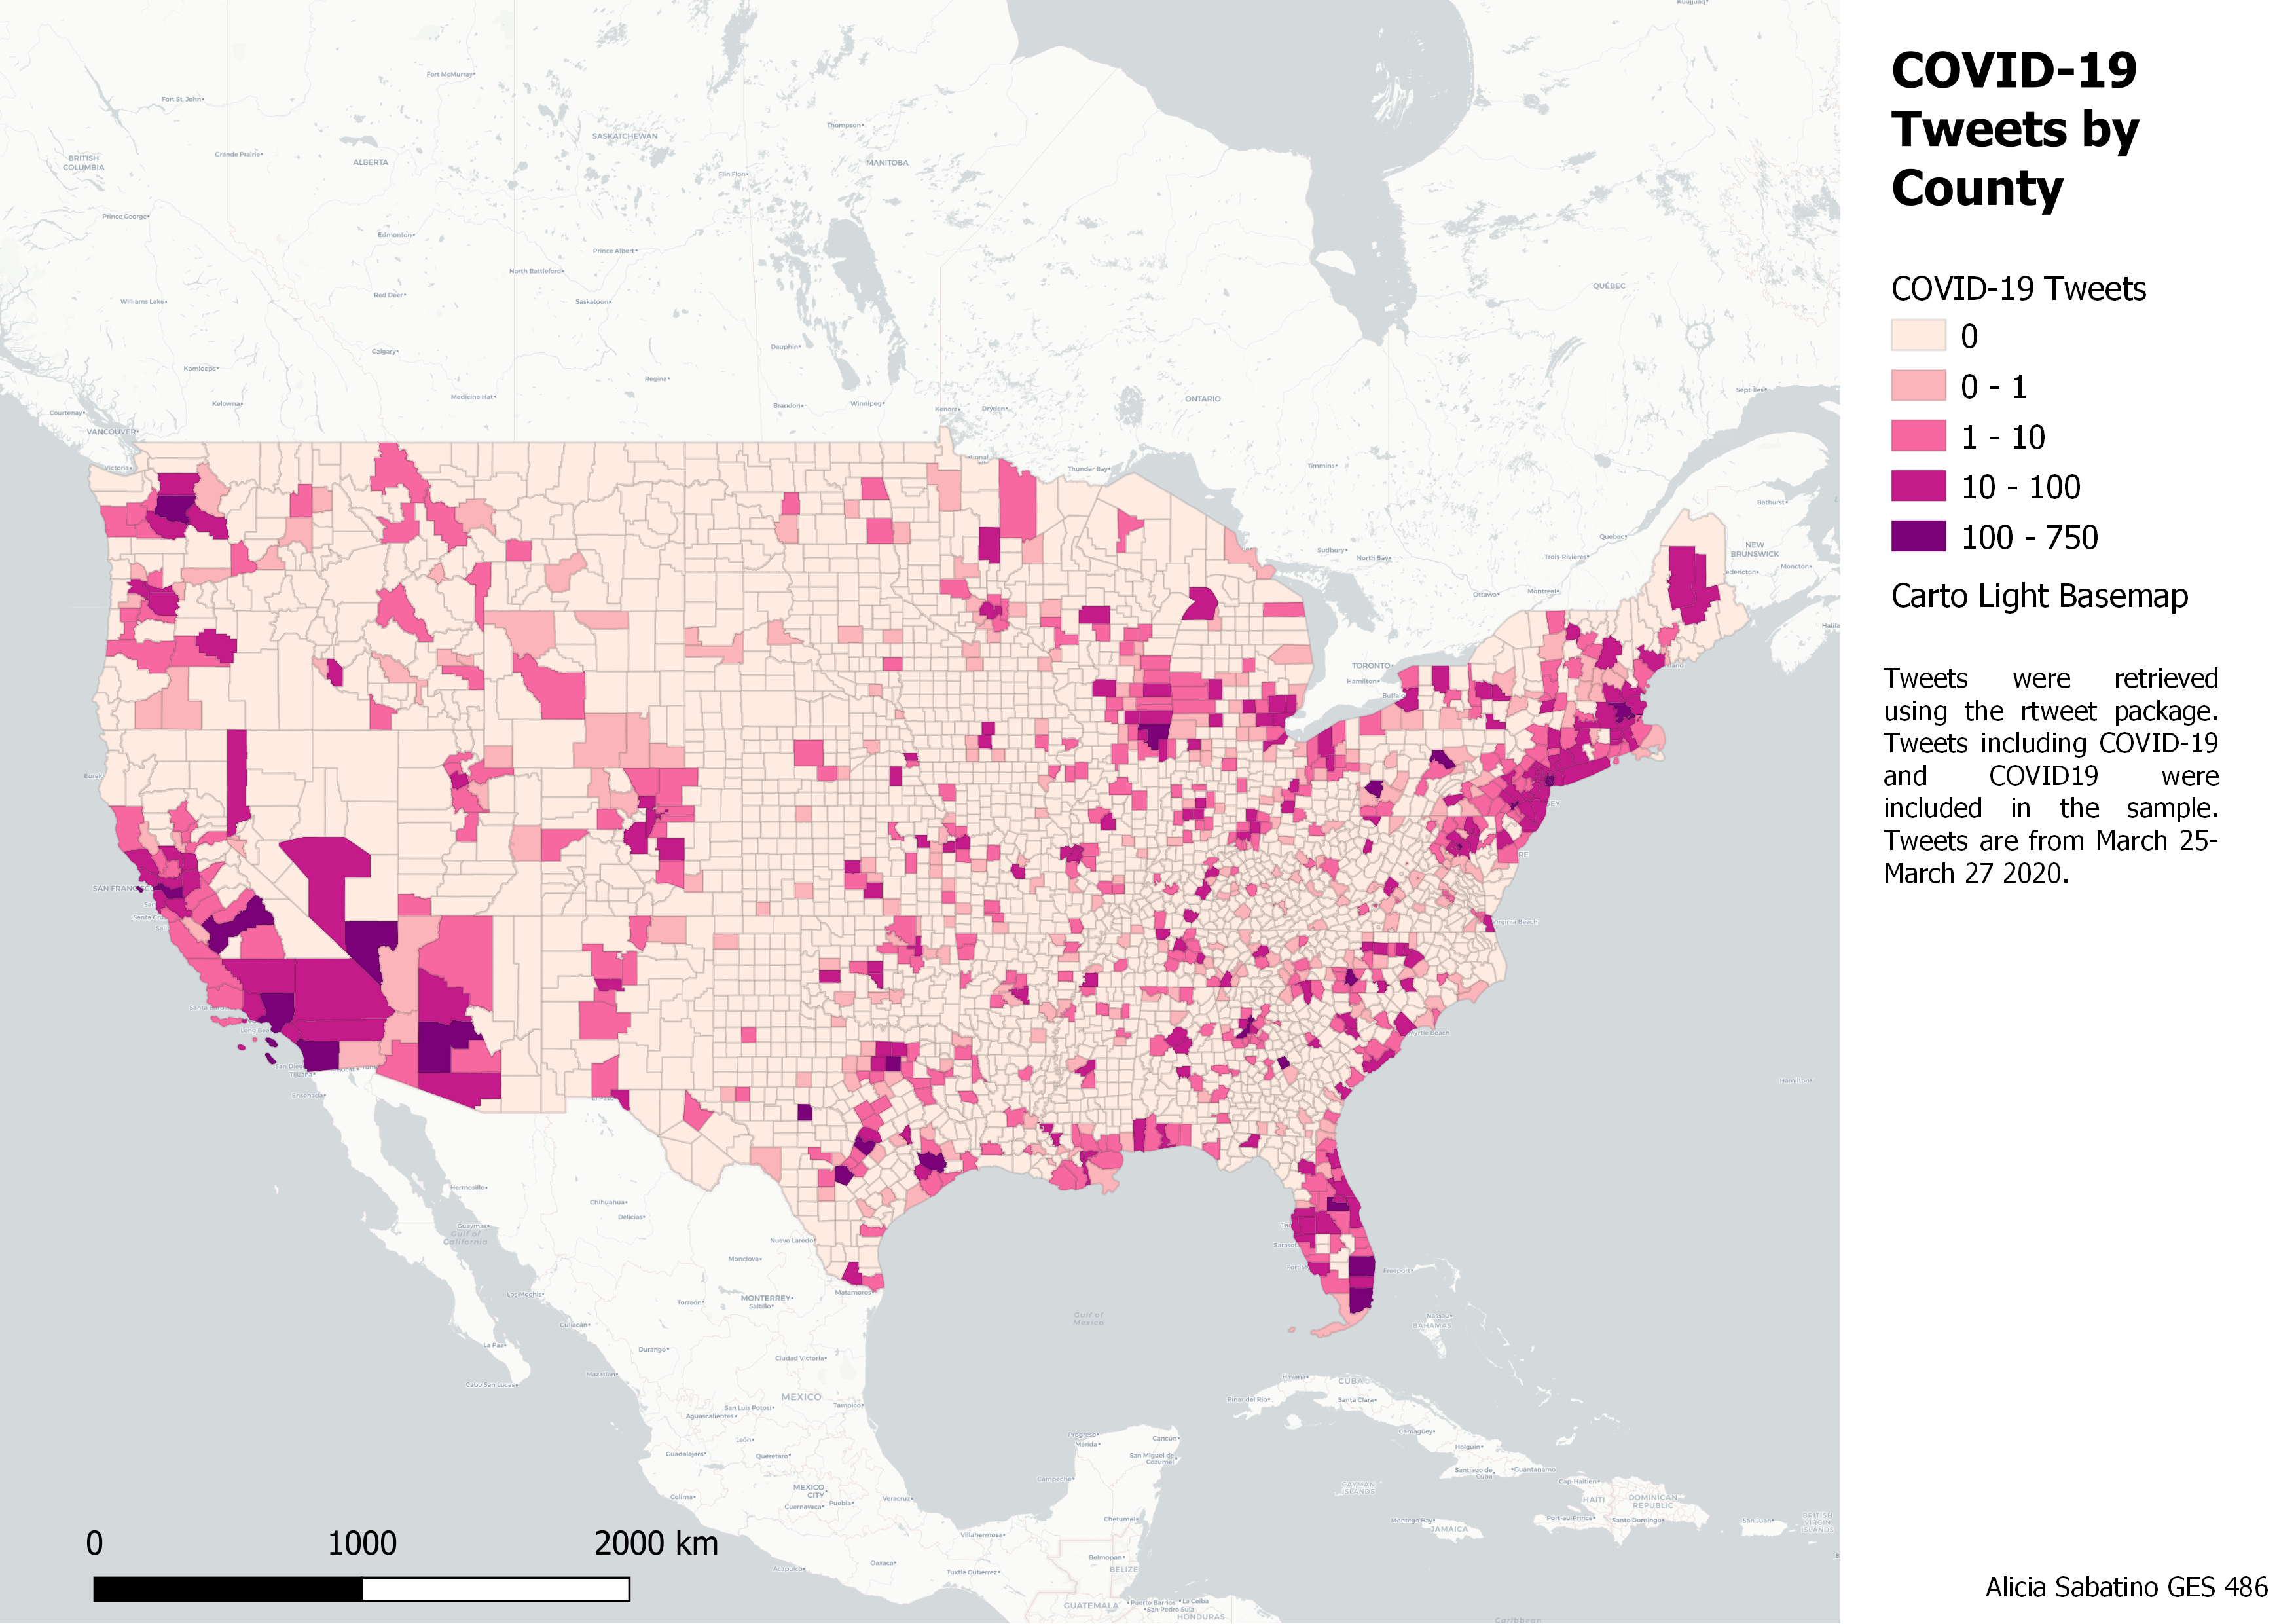 COVID-19
Tweets by
County
COVID-19 Tweets
0
0 - 1
1 - 10
10 - 100
100 - 750
Carto Light Basemap
Tweets were retrieved
using the rtweet package.
Tweets including COVID-19
and COVID19 were
included in the sample.
Tweets are from March 25-
March 27 2020.
Alicia Sabatino GES 486
0 1000 2000 km
Fort McMurray
Fort St. John
SASKATCHEWAN
Thompson
BRITISH
COLUMBIA
Grande Prairie
ALBERTA
MANITOBA
Flin Flon
Prince George
Edmonton
Prince Albert
North Battleford
Williams Lake
Red Deer
Saskatoon
QUÉBEC
Calgary
Dauphin
Kamloops
Regina
Sept-Îles
Kelowna
Medicine Hat
Brandon
Winnipeg
Kenora
Dryden
ONTARIO
Courtenay
VANCOUVER
Victoria
Thunder Bay
Timmins
Bathurst
Quebec
NEW
BRUNSWICK
Sudbury
North Bay
Trois-Rivières
Fredericton
Moncton
Ottawa
Montreal
TORONTO
Hamilton
Buffalo
Eureka
SAN FRANCISCO
Santa Cruz
Virginia Beach
Long Beach
San Diego
Tijuana
Ensenada
El Paso
Myrtle Beach
Hamilton
Hermosillo
Chihuahua
Delicias
Guaymas
Gulf of
California
Nuevo Laredo
Monclova
Sarasota
Freeport
Los Mochis
MONTERREY
Saltillo
Torreón
Matamoros
Culiacán
Gulf of
Mexico
Nassau
BAHAMAS
La Paz
Durango
Ciudad Victoria
Mazatlán
Cabo San Lucas
MEXICO
San Luis Potosí
Aguascalientes
Tampico
Havana
CUBA
Pinar del Río
Santa Clara
León
Guadalajara
Querétaro
Progreso
Mérida
Cancún
San Miguel de
Cozumel
Camagüey
Holguín
Santiago de
Cuba
Guantanamo
Campeche
MEXICO
CITY
Colima
Cuernavaca
Puebla
Veracruz
CAYMAN
ISLANDS
Cap-Haïtien
HAITI
DOMINICAN
REPUBLIC
Montego Bay
JAMAICA
Port-au-Prince
Santo Domingo
San Juan
BRITISH
VIRGIN
ISLANDS
Chetumal
Villahermosa
Oaxaca
Belmopan
BELIZE
Acapulco
Tuxtla Gutiérrez
GUATEMALA
Puerto Barrios
La Ceiba
San Pedro Sula
HONDURAS
Caribbean